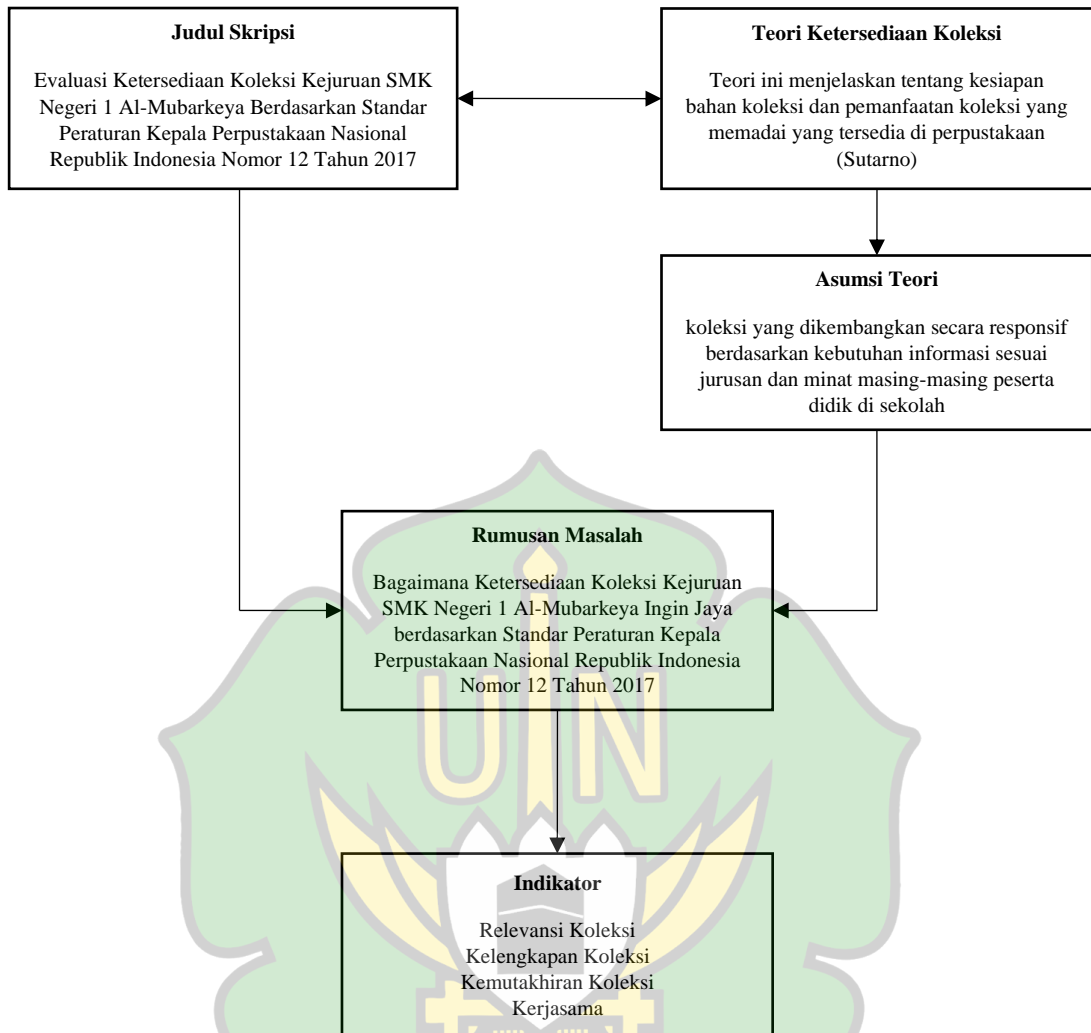 Judul Skripsi
Evaluasi Ketersediaan Koleksi Kejuruan SMK
Negeri 1 Al-Mubarkeya Berdasarkan Standar
Peraturan Kepala Perpustakaan Nasional
Republik Indonesia Nomor 12 Tahun 2017
Teori Ketersediaan Koleksi
Teori ini menjelaskan tentang kesiapan
bahan koleksi dan pemanfaatan koleksi yang
memadai yang tersedia di perpustakaan
(Sutarno)
Asumsi Teori
koleksi yang dikembangkan secara responsif
berdasarkan kebutuhan informasi sesuai
jurusan dan minat masing-masing peserta
didik di sekolah
Rumusan Masalah
Bagaimana Ketersediaan Koleksi Kejuruan
SMK Negeri 1 Al-Mubarkeya Ingin Jaya
berdasarkan Standar Peraturan Kepala
Perpustakaan Nasional Republik Indonesia
Nomor 12 Tahun 2017
UIN
Indikator
Relevansi Koleksi
Kelengkapan Koleksi
Kemutakhiran Koleksi
Kerjasama